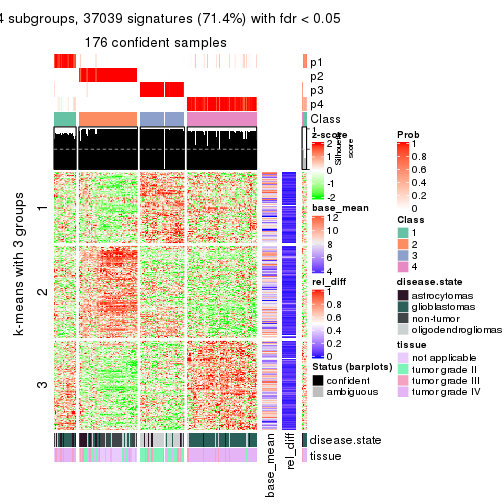 4 subgroups, 37039 signatures (71.4%) with fdr < 0.05
176 confident samples
p1
p2
p3
p4
Class
Silhouette
score
1
2
3
k-means with 3 groups
disease.state
tissue
base_mean
rel_diff
z-score
2
1
0
-1
-2
base_mean
12
10
8
6
4
rel_diff
1
0.8
0.6
0.4
0.2
0
Status (barplots)
confident
ambiguous
Prob
1
0.8
0.6
0.4
0.2
0
Class
1
2
3
4
disease.state
astrocytomas
glioblastomas
non-tumor
oligodendrogliomas
tissue
not applicable
tumor grade II
tumor grade III
tumor grade IV